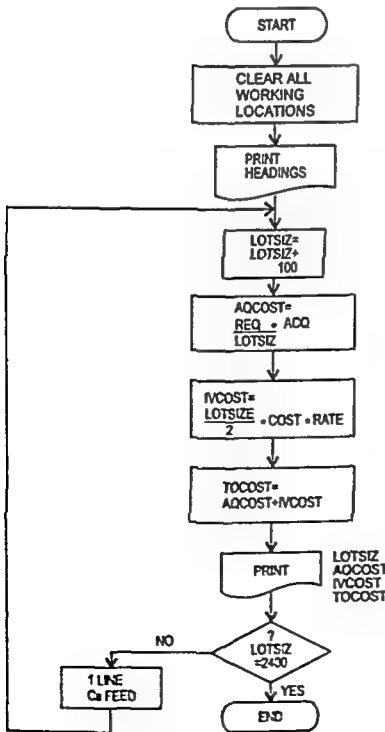 START
CLEAR ALL
WORKING
LOCATIONS
PRINT
HEADINGS
LOTSIZ=
LOTSIZ+
100
AQCOST=
REQ * ACQ
LOTSIZ
IVCOST=
LOTSIZE
2 * COST * RATE
TOCOST=
AQCOST+IVCOST
PRINT
LOTSIZ
AQCOST
IVCOST
TOCOST
?
LOTSIZ
=2400
NO
YES
1 LINE
FEED
END